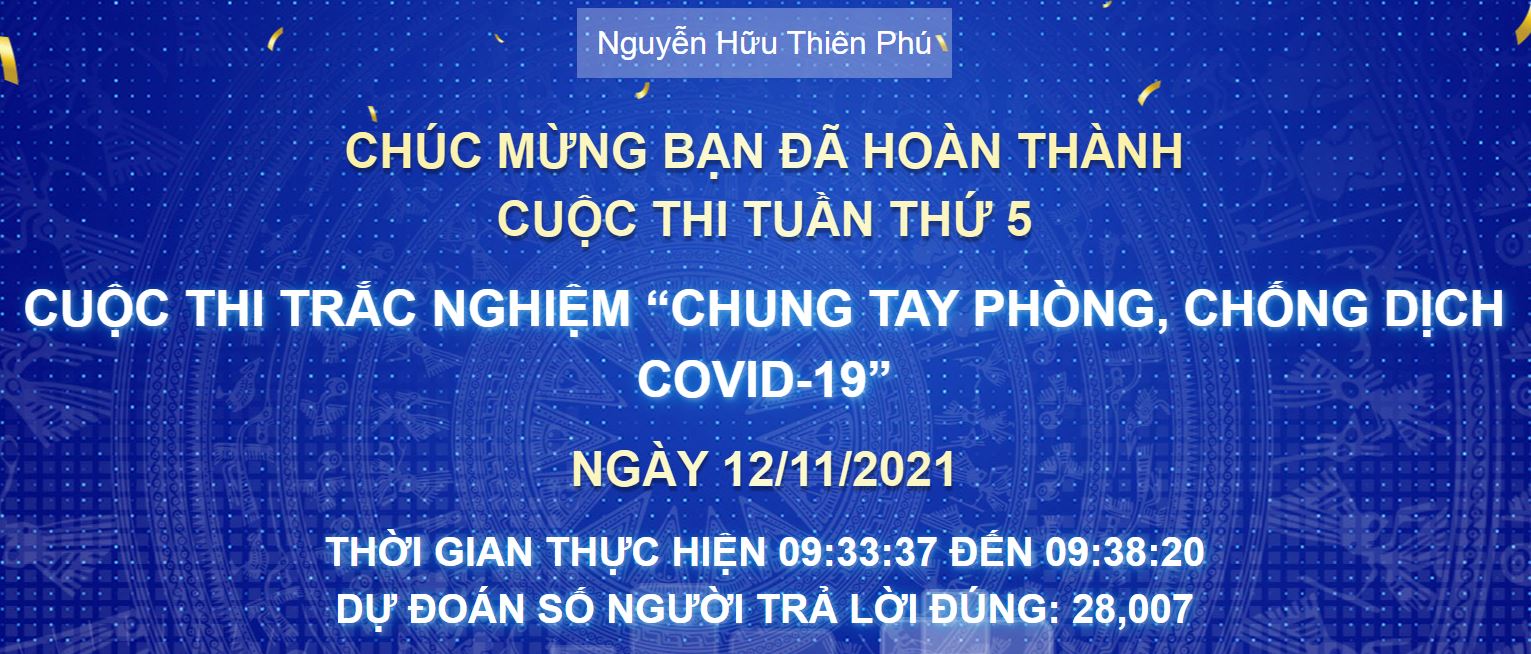 Nguyễn Hữu Thiên Phú
CHÚC MỪNG BẠN ĐÃ HOÀN THÀNH
CUỘC THI TUẦN THỨ 5
CUỘC THI TRẮC NGHIỆM “CHUNG TAY PHÒNG, CHỐNG DỊCH
COVID-19”
NGÀY 12/11/2021
THỜI GIAN THỰC HIỆN 09:33:37 ĐẾN 09:38:20
DỰ ĐOÁN SỐ NGƯỜI TRẢ LỜI ĐÚNG: 28,007